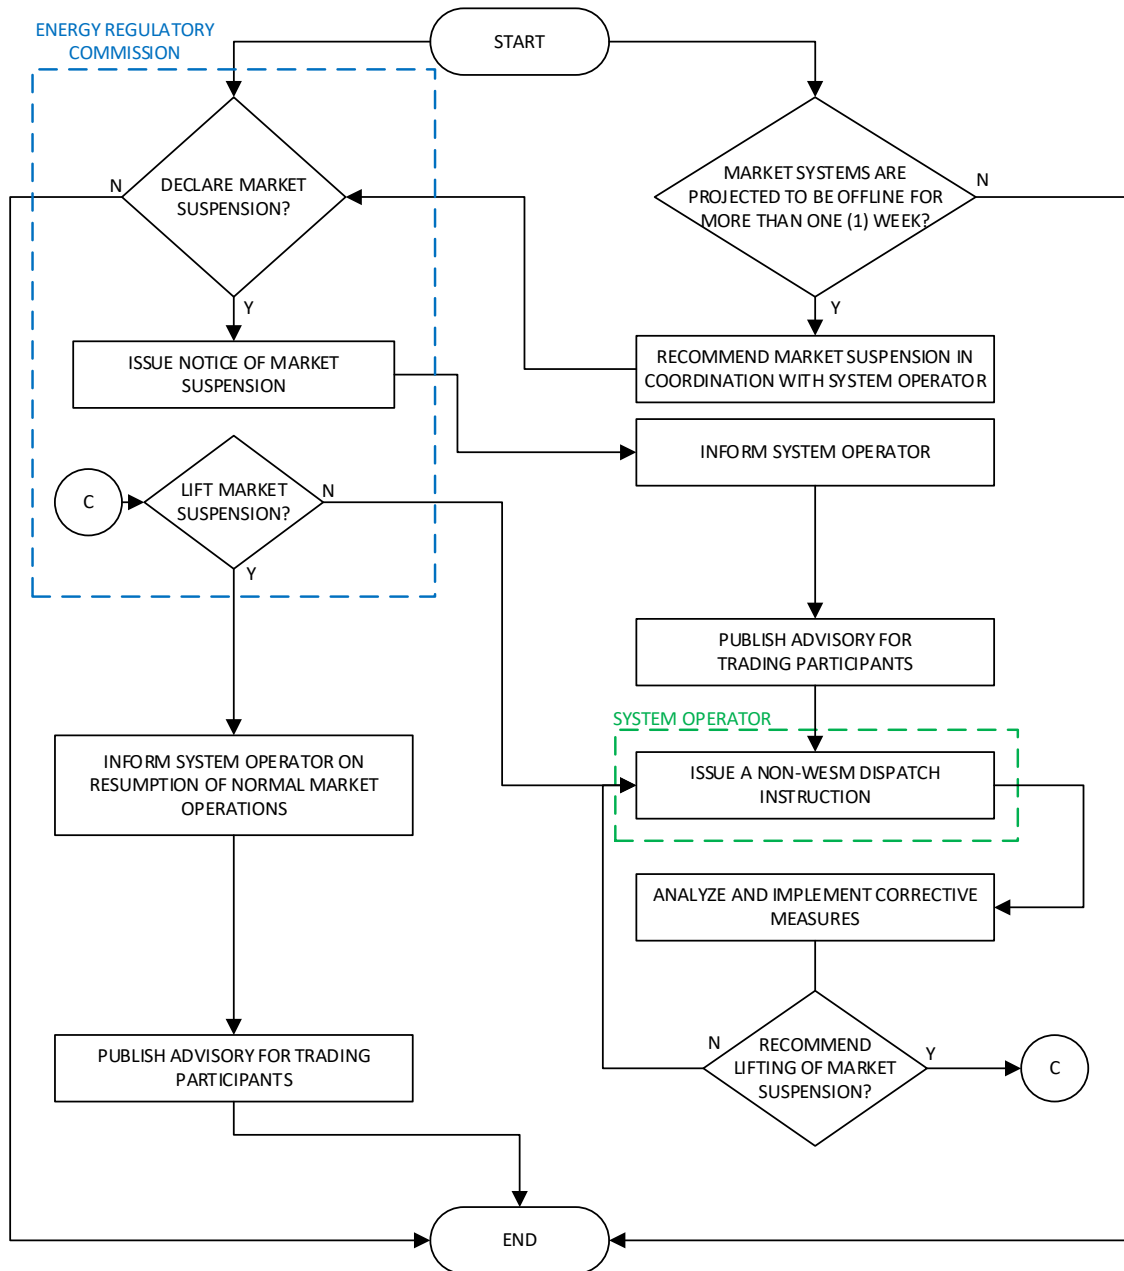 ENERGY REGULATORY
COMMISSION
START
DECLARE MARKET
SUSPENSION?
N
Y
MARKET SYSTEMS ARE
PROJECTED TO BE OFFLINE FOR
MORE THAN ONE (1) WEEK?
N
Y
ISSUE NOTICE OF MARKET
SUSPENSION
RECOMMEND MARKET SUSPENSION IN
COORDINATION WITH SYSTEM OPERATOR
INFORM SYSTEM OPERATOR
C
LIFT MARKET
SUSPENSION?
N
Y
PUBLISH ADVISORY FOR
TRADING PARTICIPANTS
SYSTEM OPERATOR
ISSUE A NON-WESM DISPATCH
INSTRUCTION
INFORM SYSTEM OPERATOR ON
RESUMPTION OF NORMAL MARKET
OPERATIONS
ANALYZE AND IMPLEMENT CORRECTIVE
MEASURES
PUBLISH ADVISORY FOR TRADING
PARTICIPANTS
N
RECOMMEND
LIFTING OF MARKET
SUSPENSION?
Y
C
END